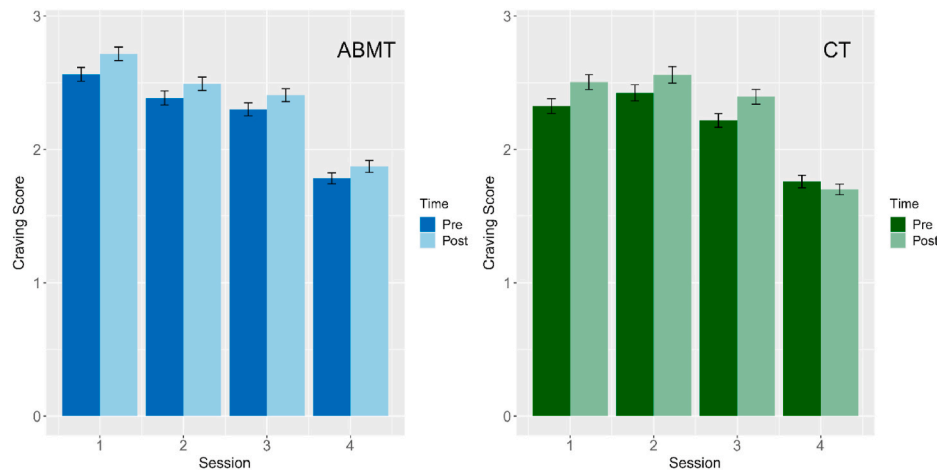 ABMT
3
2
1
0
Craving Score
1 2 3 4
Session
Time
Pre
Post
CT
3
2
1
0
Craving Score
1 2 3 4
Session
Time
Pre
Post